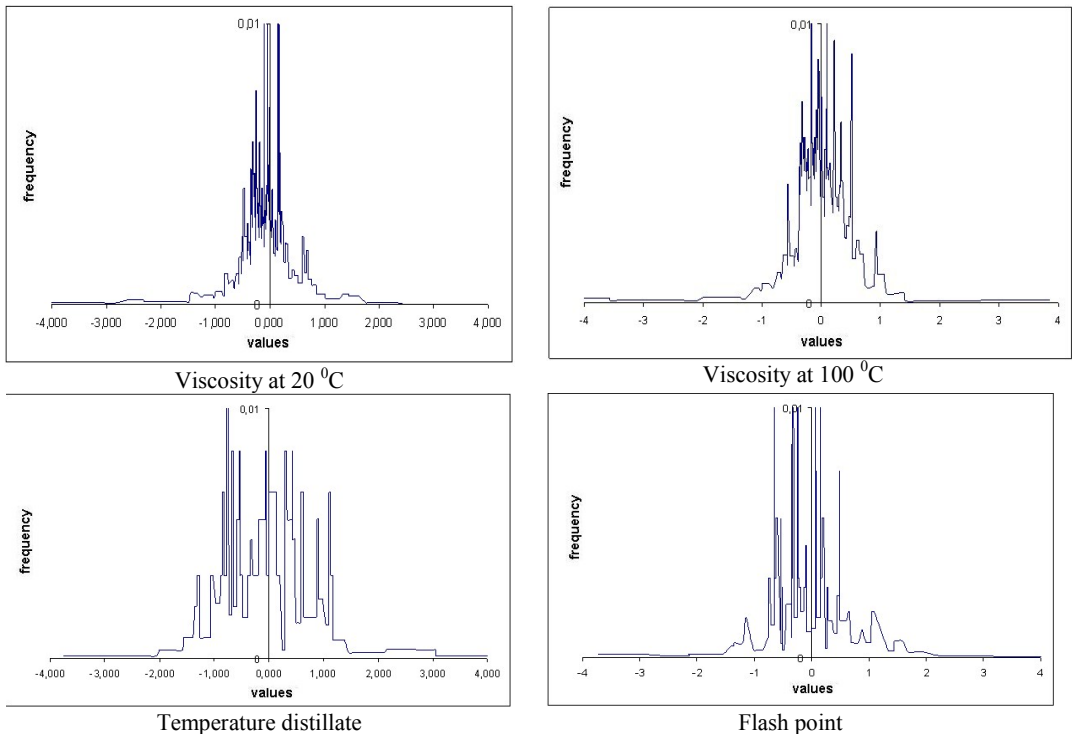 0,01
frequency
0
-4,000 -3,000 -2,000 -1,000 0,000 1,000 2,000 3,000 4,000
values
Viscosity at 20 ⁰C
0,01
frequency
0
-4 -3 -2 -1 0 1 2 3 4
values
Viscosity at 100 ⁰C
0,01
frequency
0
-4,000 -3,000 -2,000 -1,000 0,000 1,000 2,000 3,000 4,000
values
Temperature distillate
0,01
frequency
0
-4 -3 -2 -1 0 1 2 3 4
values
Flash point